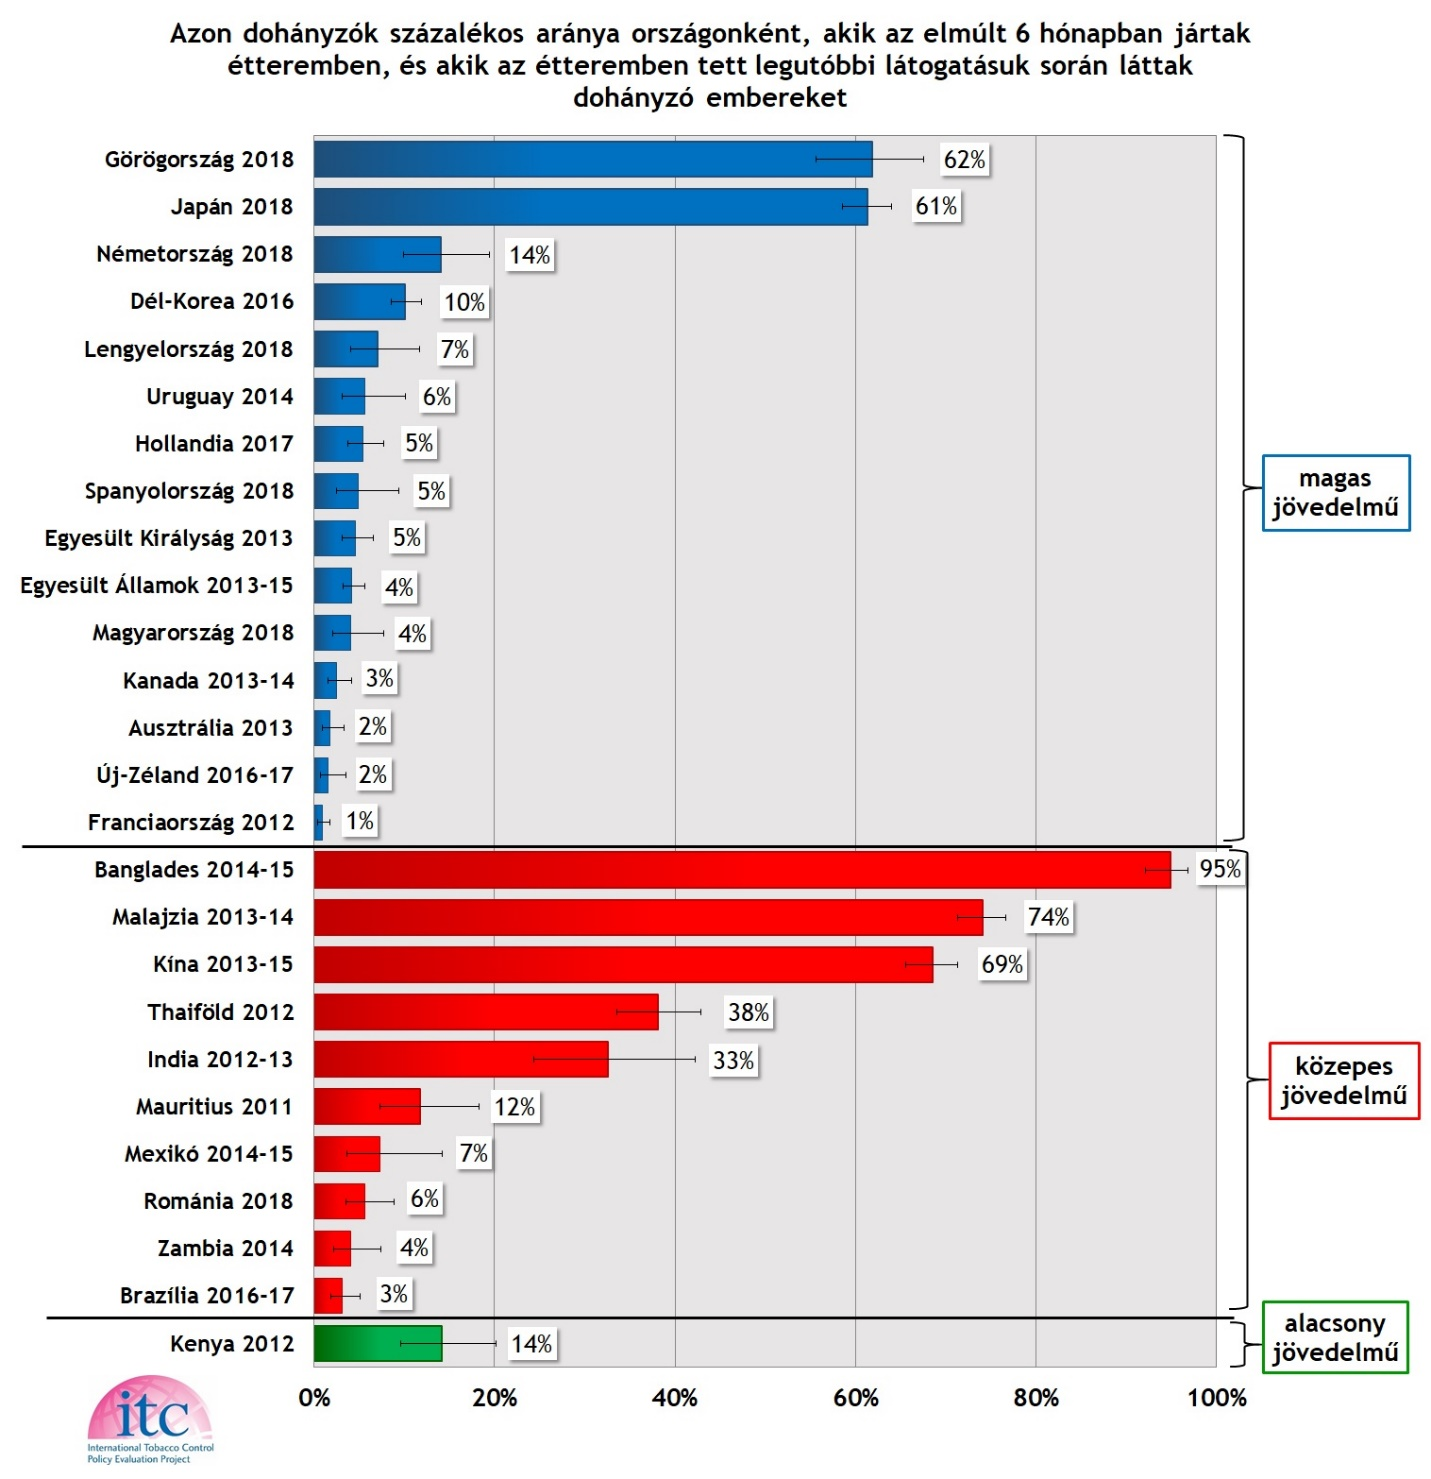 Azon dohányzók százalékos aránya országonként, akik az elmúlt 6 hónapban jártak
étteremben, és akik az étteremben tett legutóbbi látogatásuk során láttak
dohányzó embereket
Görögország 2018 62%
Japán 2018 61%
Németország 2018 14%
Dél-Korea 2016 10%
Lengyelország 2018 7%
Uruguay 2014 6%
Hollandia 2017 5%
Spanyolország 2018 5%
Egyesült Királyság 2013 5%
Egyesült Államok 2013-15 4%
Magyarország 2018 4%
Kanada 2013-14 3%
Ausztrália 2013 2%
Új-Zéland 2016-17 2%
Franciaország 2012 1%
magas
jövedelmű
Banglades 2014-15 95%
Malajzia 2013-14 74%
Kína 2013-15 69%
Thaiföld 2012 38%
India 2012-13 33%
Mauritius 2011 12%
Mexikó 2014-15 7%
Románia 2018 6%
Zambia 2014 4%
Brazília 2016-17 3%
közepes
jövedelmű
Kenya 2012 14%
alacsony
jövedelmű
0% 20% 40% 60% 80% 100%
itc
International Tobacco Control
Policy Evaluation Project